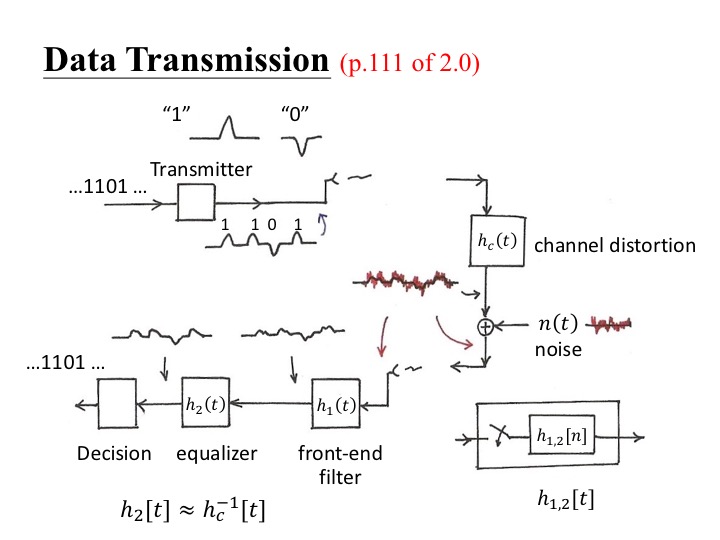 Data Transmission (p.111 of 2.0)
“1” “0”
Transmitter
…1101 …
1 1 0 1
h_c(t)
channel distortion
n(t)
noise
…1101 …
h_2(t)
h_1(t)
Decision
equalizer
front-end
filter
h_{1,2}[n]
h_{1,2}[t]
h_2[t] ≈ h_c^{-1}[t]